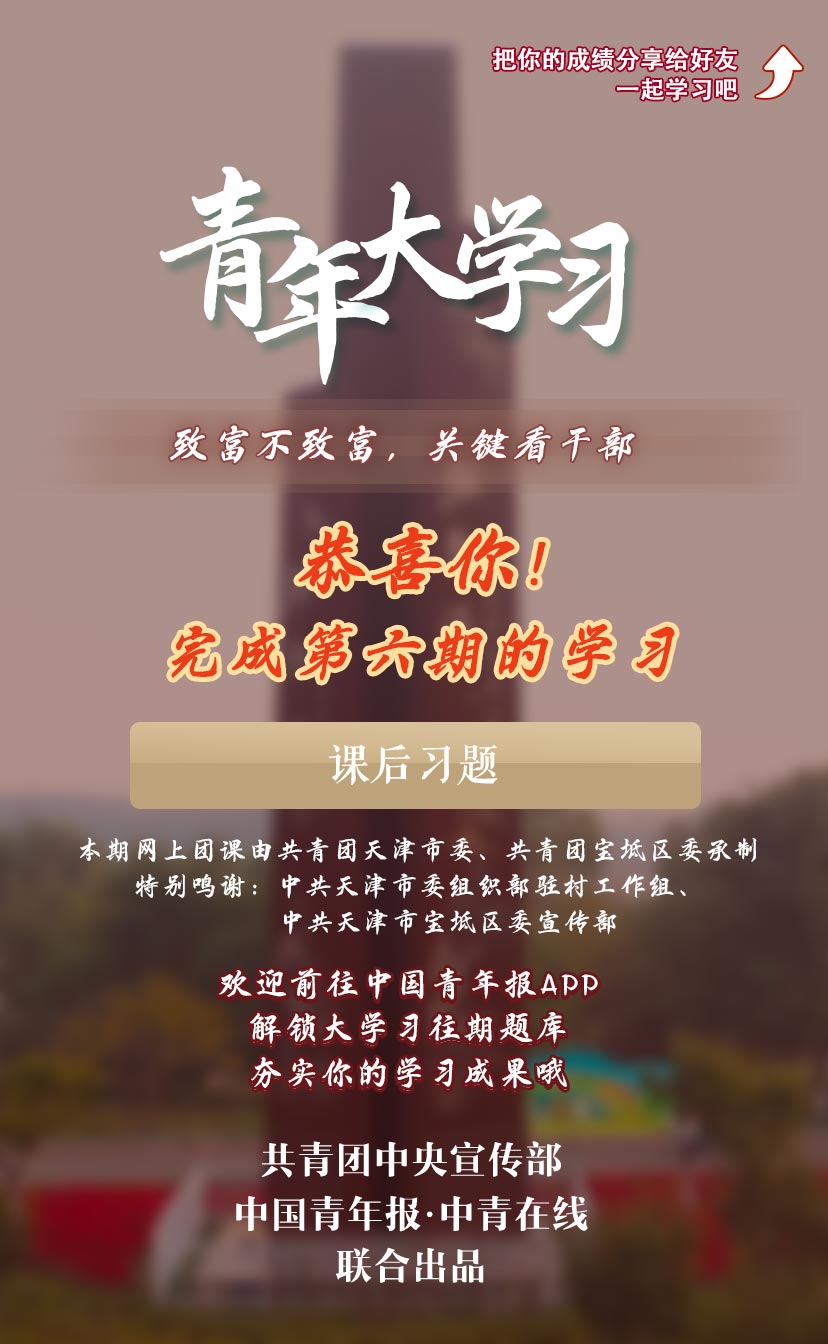 把你的成绩分享给好友
一起学习吧
青年大学习
致富不致富，关键看干部
恭喜你！
完成第六期的学习
课后习题
本期网上团课由共青团天津市委、共青团宝坻区委承制
特别鸣谢：中共天津市委组织部驻村工作组、
中共天津市宝坻区委宣传部
欢迎前往中国青年报APP
解锁大学习往期题库
夯实你的学习成果哦
共青团中央宣传部
中国青年报·中青在线
联合出品